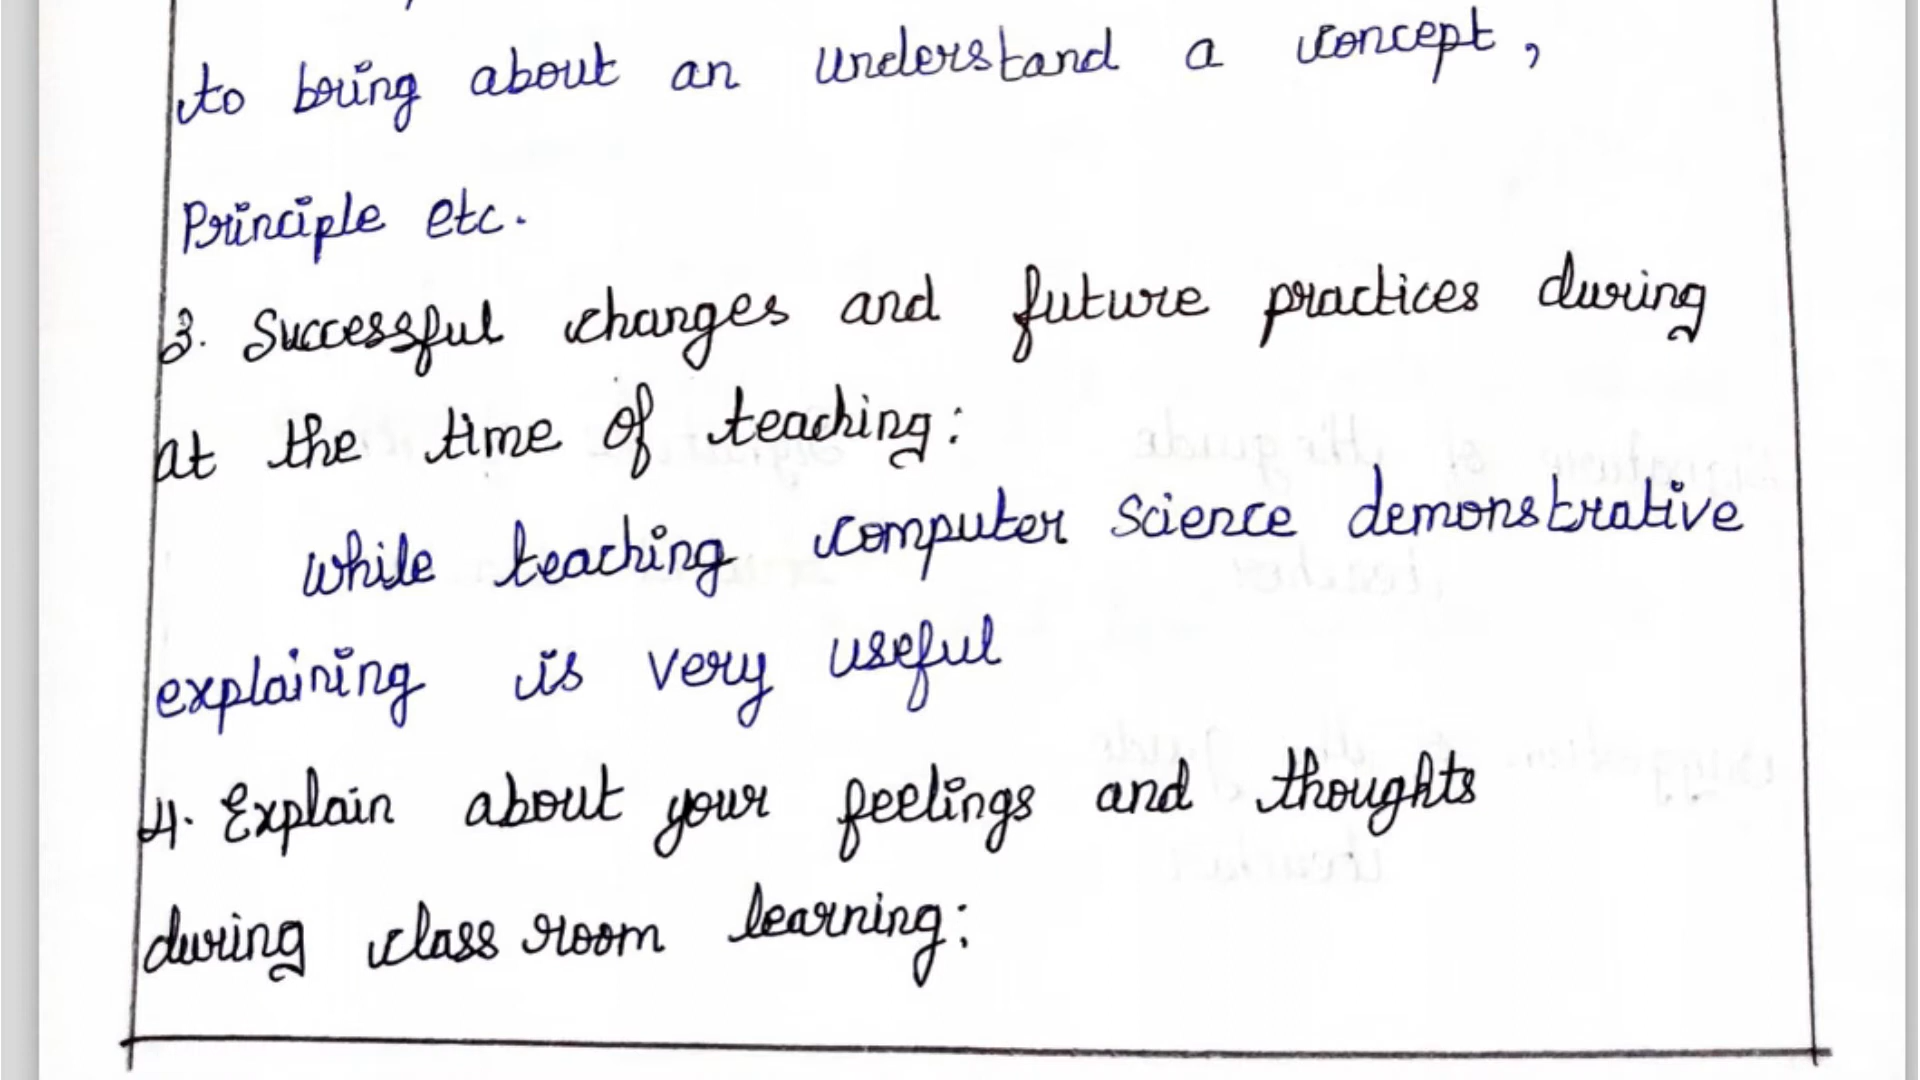 to bring about an understand a concept,
Principle etc.
3. Successful changes and future practices during
at the time of teaching:
while teaching computer science demonstrative
explaining is very useful
4. Explain about your feelings and thoughts
during class room learning: